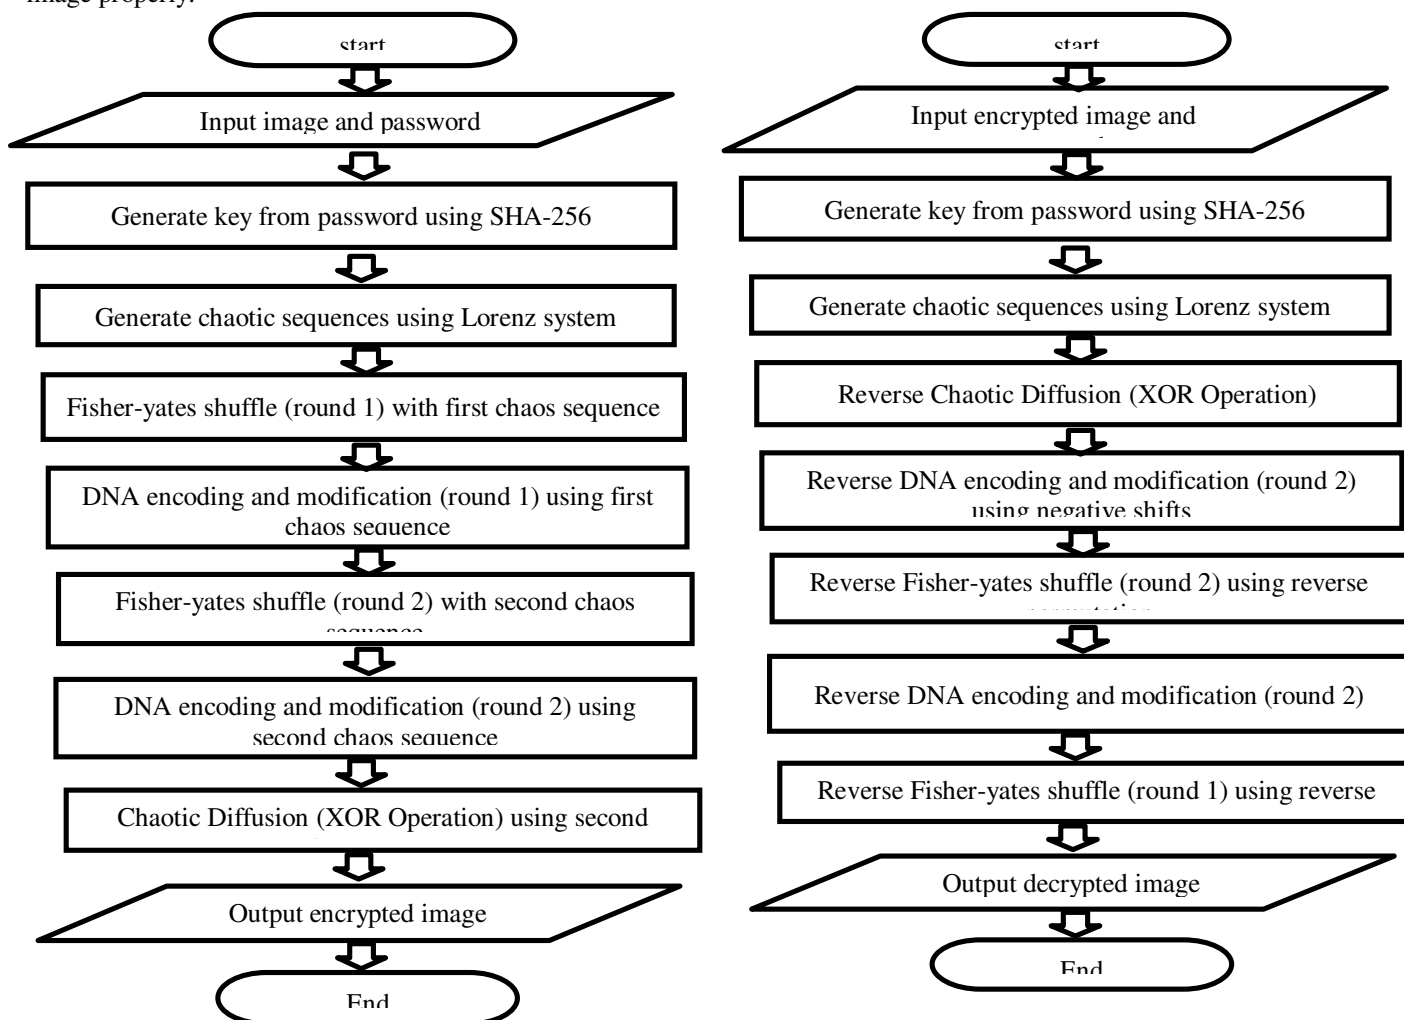 image properly.
start
Input image and password
Generate key from password using SHA-256
Generate chaotic sequences using Lorenz system
Fisher-yates shuffle (round 1) with first chaos sequence
DNA encoding and modification (round 1) using first
chaos sequence
Fisher-yates shuffle (round 2) with second chaos
sequence
DNA encoding and modification (round 2) using
second chaos sequence
Chaotic Diffusion (XOR Operation) using second
Output encrypted image
End
start
Input encrypted image and
Generate key from password using SHA-256
Generate chaotic sequences using Lorenz system
Reverse Chaotic Diffusion (XOR Operation)
Reverse DNA encoding and modification (round 2)
using negative shifts
Reverse Fisher-yates shuffle (round 2) using reverse
permutation
Reverse DNA encoding and modification (round 2)
Reverse Fisher-yates shuffle (round 1) using reverse
Output decrypted image
End